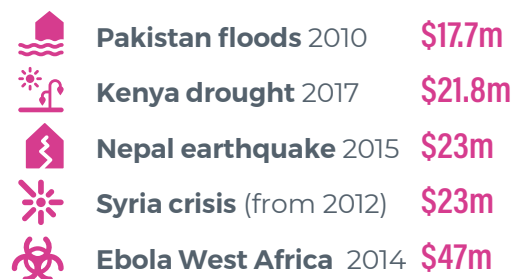 Pakistan floods 2010 $17.7m
Kenya drought 2017 $21.8m
Nepal earthquake 2015 $23m
Syria crisis (from 2012) $23m
Ebola West Africa 2014 $47m